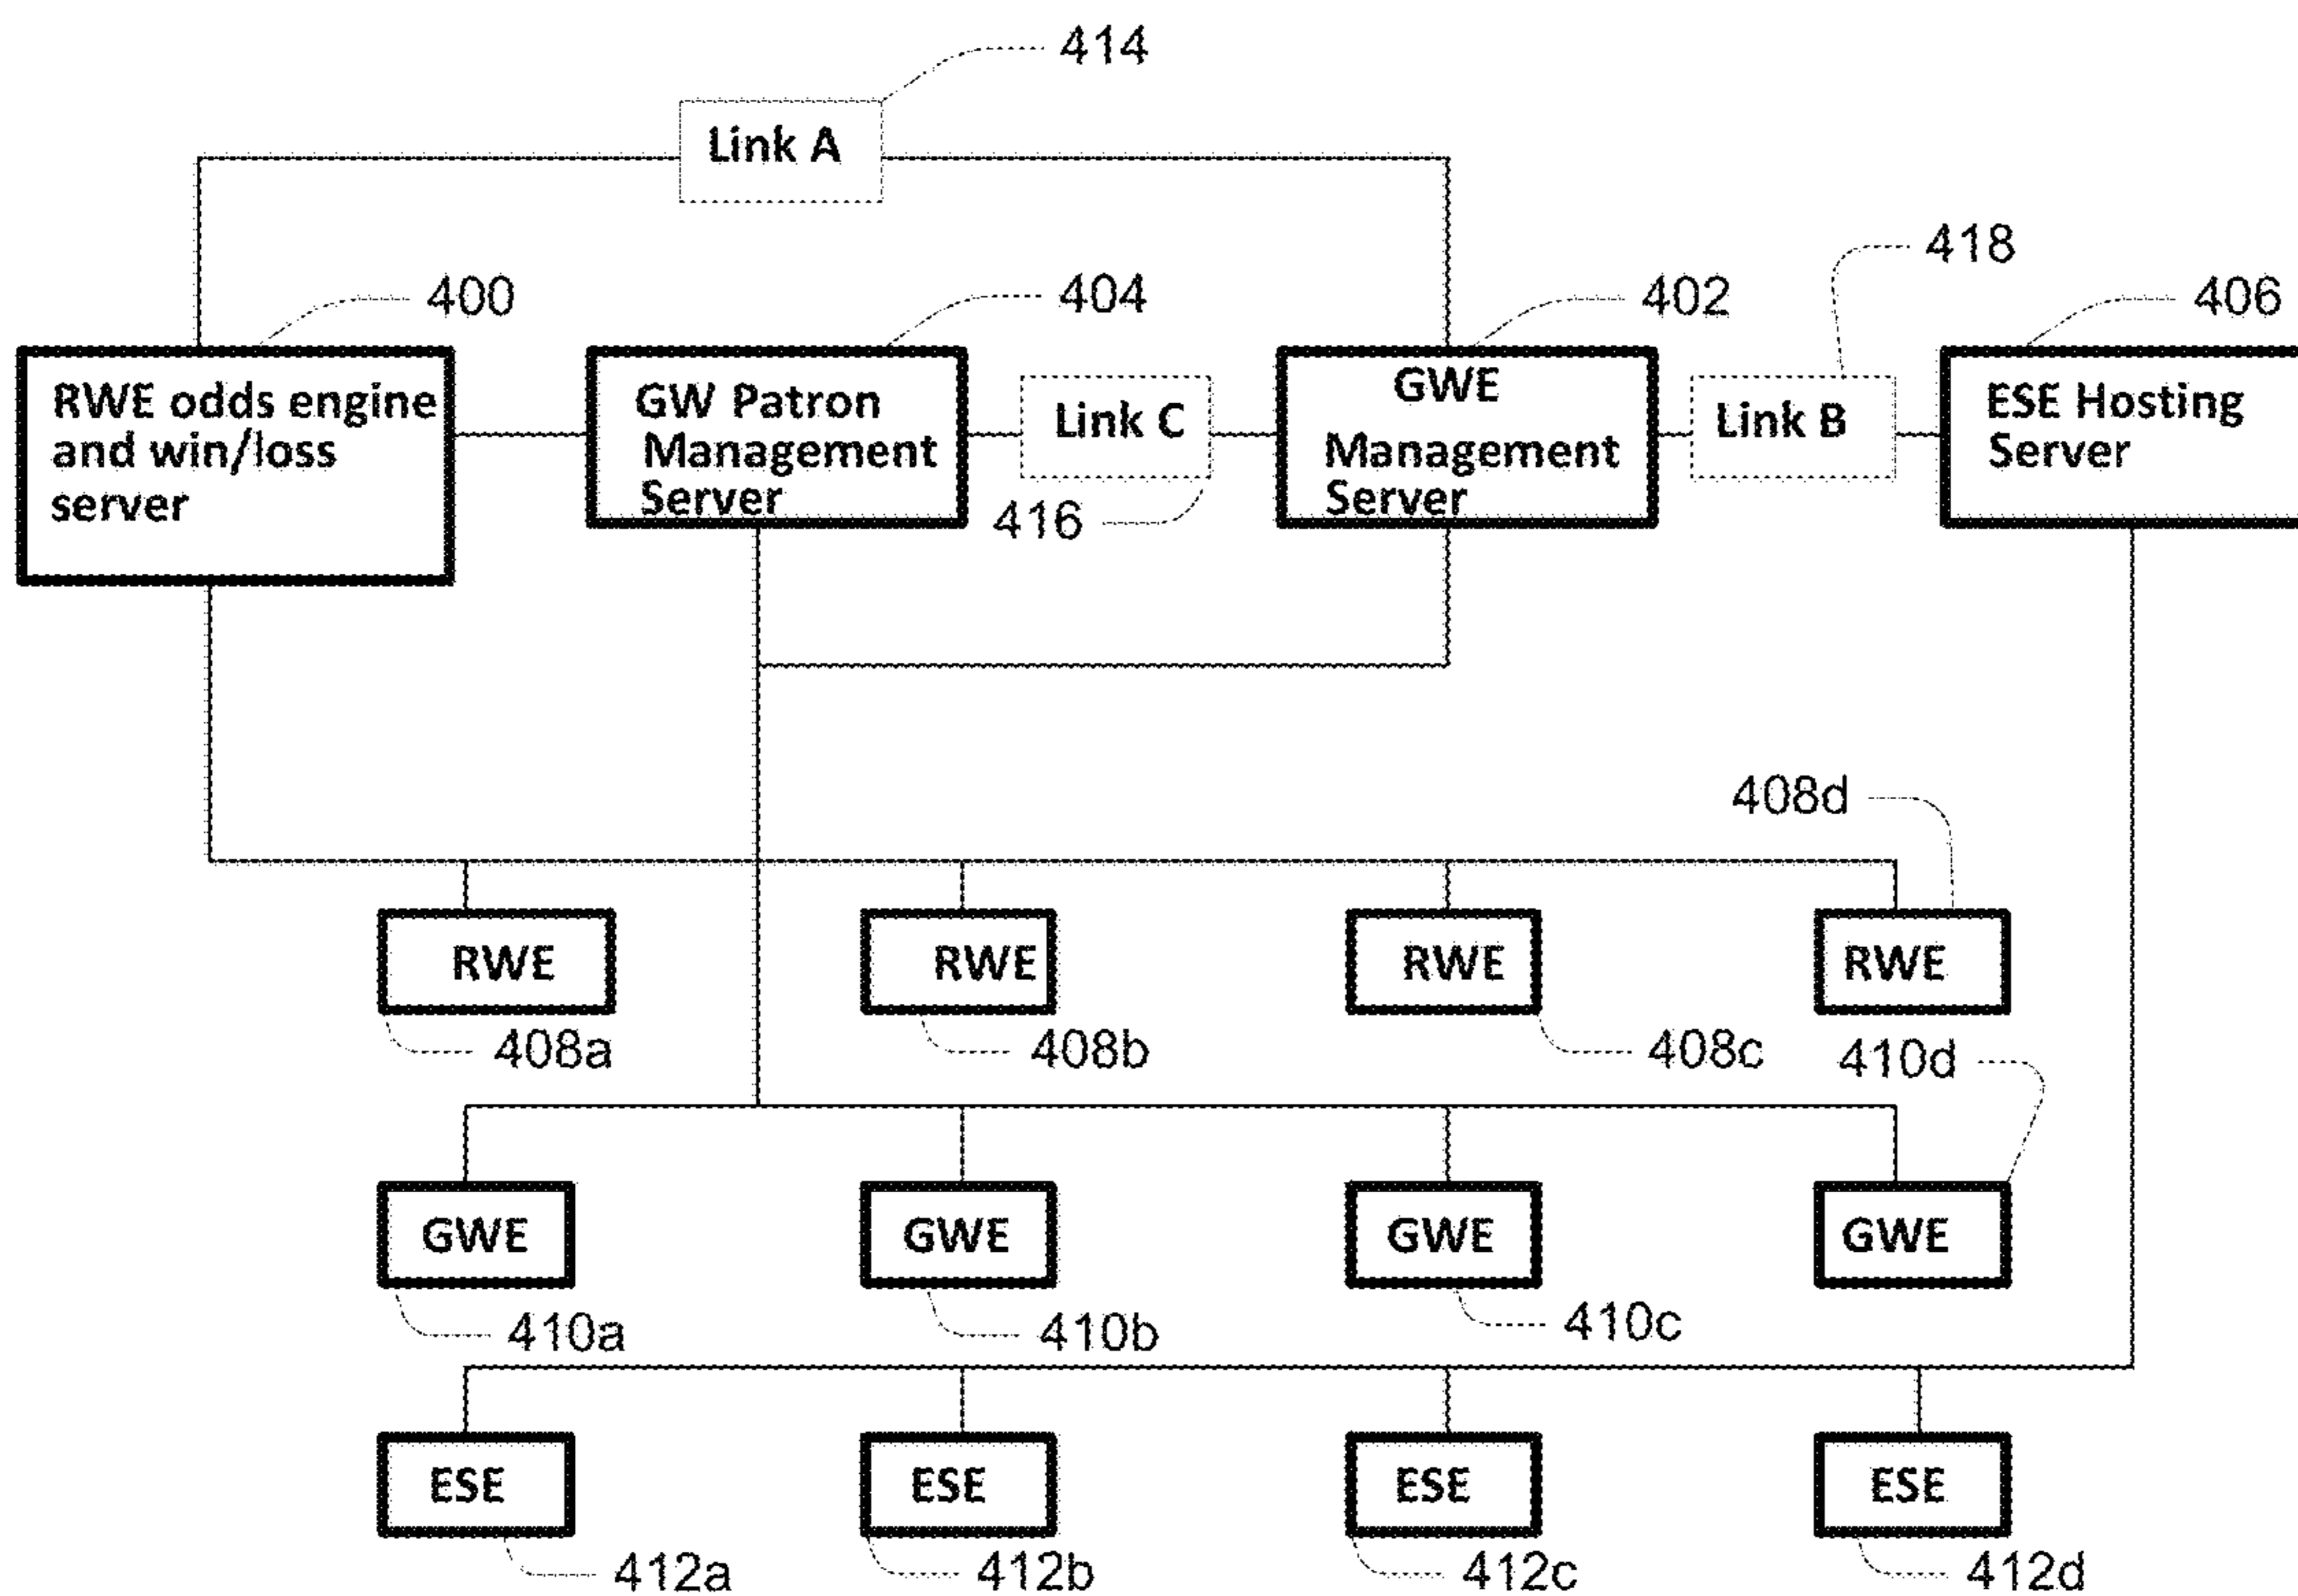 414
Link A
418
400
404
402
406
RWE odds engine
and win/loss
server
GW Patron
Management
Server
Link C
416
GWE
Management
Server
Link B
ESE Hosting
Server
408d
RWE
RWE
RWE
RWE
408a
408b
408c
410d
GWE
GWE
GWE
GWE
410a
410b
410c
ESE
ESE
ESE
ESE
412a
412b
412c
412d